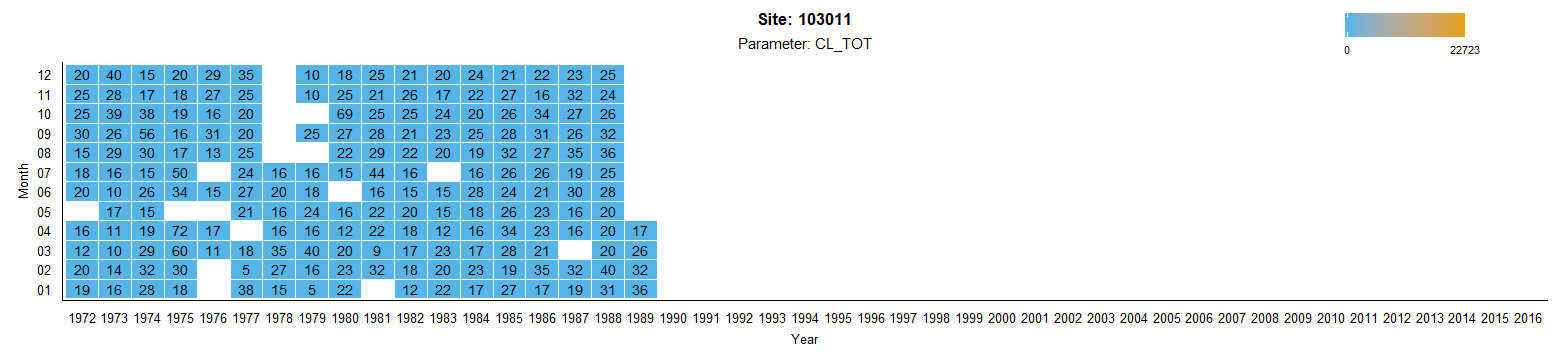 Site: 103011
Parameter: CL_TOT
0 22723
Month
12 20 40 15 20 29 35 10 18 25 21 20 24 21 22 23 25
11 25 28 17 18 27 25 10 25 21 26 17 22 27 16 32 24
10 25 39 38 19 16 20 69 25 25 24 20 26 34 27 26
09 30 26 56 16 31 20 25 27 28 21 23 25 28 31 26 32
08 15 29 30 17 13 25 22 29 22 20 19 32 27 35 36
07 18 16 15 50 24 16 16 15 44 16 16 26 26 19 25
06 20 10 26 34 15 27 20 18 16 15 15 28 24 21 30 28
05 17 15 21 16 24 16 22 20 15 18 26 23 16 20
04 16 11 19 72 17 16 16 12 22 18 12 16 34 23 16 20 17
03 12 10 29 60 11 18 35 40 20 9 17 23 17 28 21 20 26
02 20 14 32 30 5 27 16 23 32 18 20 23 19 35 32 40 32
01 19 16 28 18 38 15 5 22 12 22 17 27 17 19 31 36
1972 1973 1974 1975 1976 1977 1978 1979 1980 1981 1982 1983 1984 1985 1986 1987 1988 1989 1990 1991 1992 1993 1994 1995 1996 1997 1998 1999 2000 2001 2002 2003 2004 2005 2006 2007 2008 2009 2010 2011 2012 2013 2014 2015 2016
Year